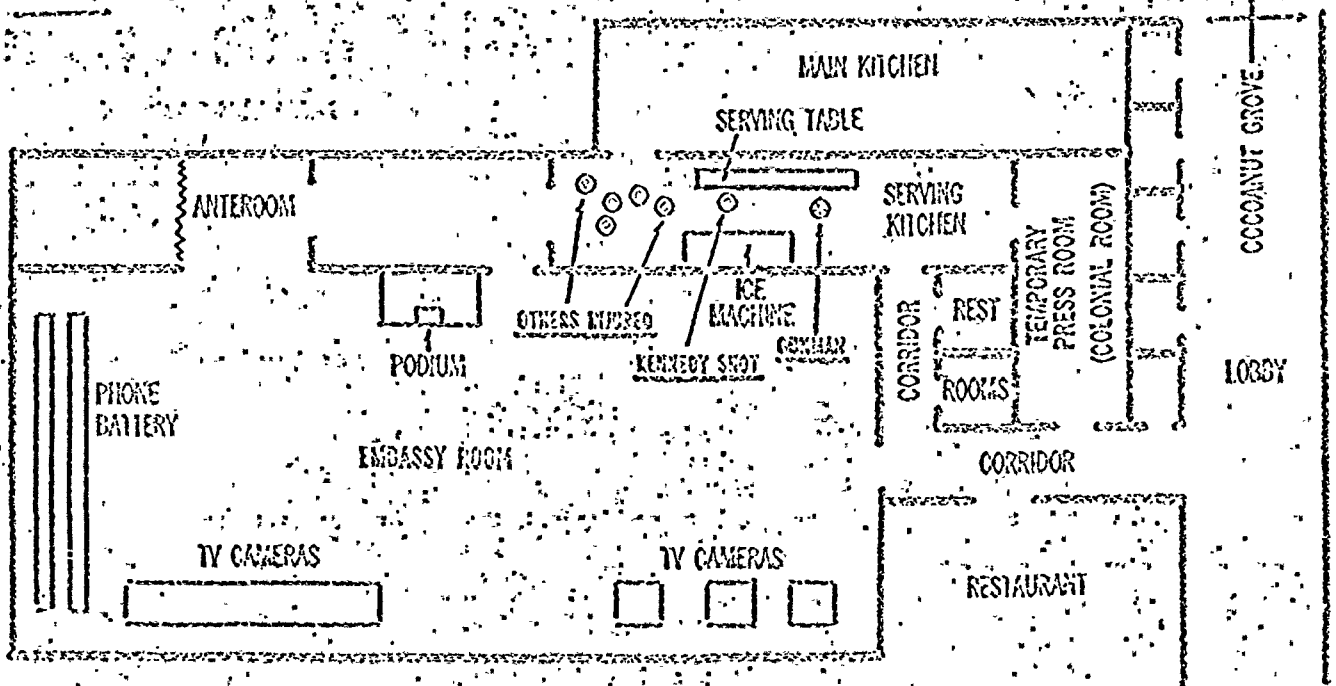 MAIN KITCHEN
SERVING TABLE
COCOANUT GROVE
ANTEROOM
SERVING
KITCHEN
TEMPORARY
PRESS ROOM
(COLONIAL ROOM)
ICE
MACHINE
OTHERS INJURED
KENNEDY SHOT
GUNMAN
CORRIDOR
REST
ROOMS
PODIUM
LOBBY
PHONE
BATTERY
EMBASSY ROOM
CORRIDOR
TV CAMERAS
TV CAMERAS
RESTAURANT